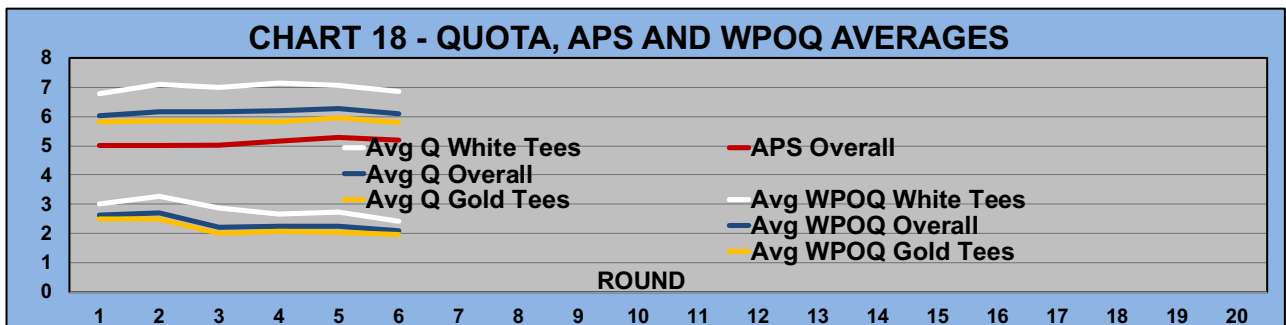 CHART 18 - QUOTA, APS AND WPOQ AVERAGES
8
7
6
5
4
3
2
1
0
Avg Q White Tees
APS Overall
Avg Q Overall
Avg Q Gold Tees
Avg WPOQ White Tees
Avg WPOQ Overall
Avg WPOQ Gold Tees
ROUND
1 2 3 4 5 6 7 8 9 10 11 12 13 14 15 16 17 18 19 20